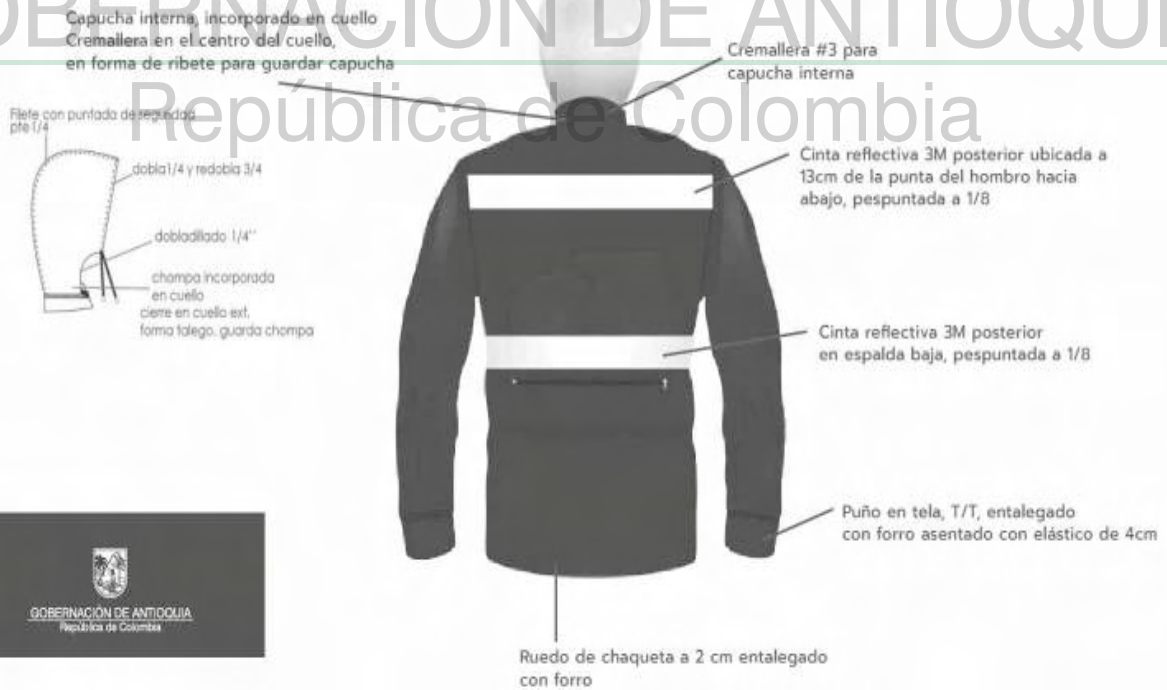 GOBERNACIÓN DE ANTIOQUIA
República de Colombia
Capucha interna, incorporado en cuello
Cremallera en el centro del cuello,
en forma de ribete para guardar capucha
Cremallera #3 para
capucha interna
Filete con puntada de seguridad
pte1/4
dobla1/4 y redobla 3/4
dobladillado 1/4''
chompa incorporada
en cuello
cierre en cuello ext.
forma talego, guarda chompa
Cinta reflectiva 3M posterior ubicada a
13cm de la punta del hombro hacia
abajo, pespuntada a 1/8
Cinta reflectiva 3M posterior
en espalda baja, pespuntada a 1/8
Puño en tela, T/T, entalegado
con forro asentado con elástico de 4cm
GOBERNACIÓN DE ANTIOQUIA
República de Colombia
Ruedo de chaqueta a 2 cm entalegado
con forro